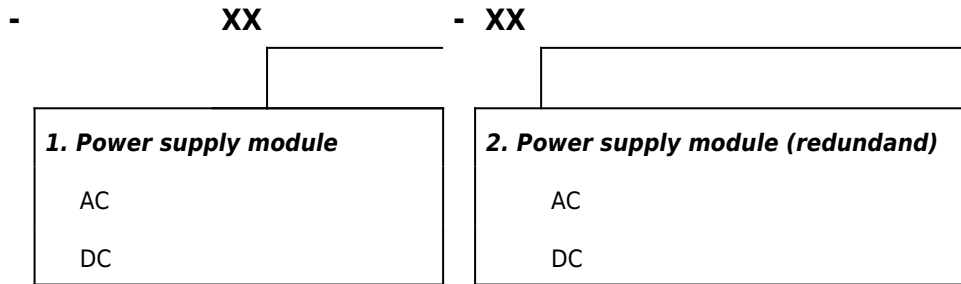 - XX - XX
1. Power supply module
AC
DC
2. Power supply module (redundand)
AC
DC